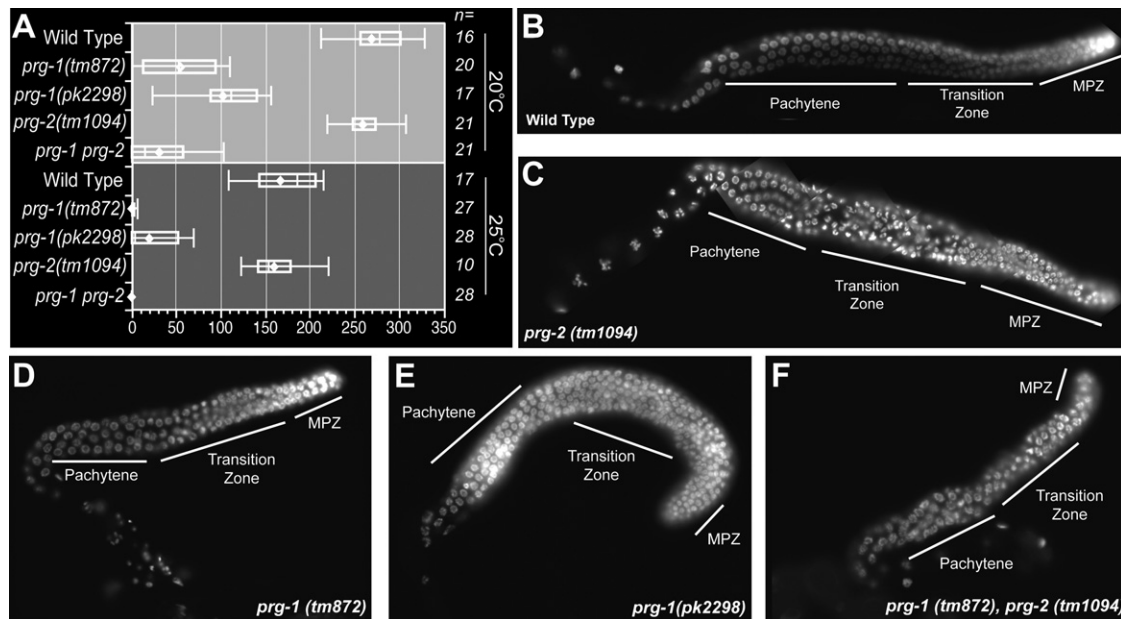 A
n=
Wild Type 16
prg-1(tm872) 20
prg-1(pk2298) 17
prg-2(tm1094) 21
prg-1 prg-2 21
20°C
Wild Type 17
prg-1(tm872) 27
prg-1(pk2298) 28
prg-2(tm1094) 10
prg-1 prg-2 28
25°C
0 50 100 150 200 250 300 350
B
Pachytene
Transition
Zone
MPZ
Wild Type
C
Pachytene
Transition
Zone
MPZ
prg-2 (tm1094)
D
MPZ
Transition
Zone
Pachytene
prg-1 (tm872)
E
Pachytene
Transition
Zone
MPZ
prg-1(pk2298)
F
MPZ
Transition
Zone
Pachytene
prg-1 (tm872), prg-2 (tm1094)